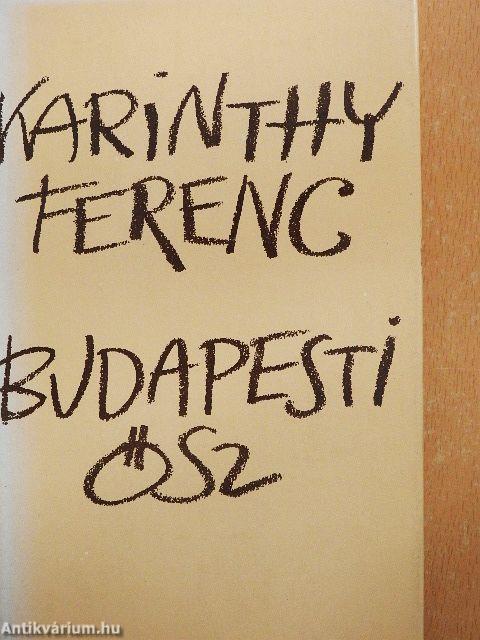 KARiNTHY
FERENC
BUDAPESTi
ŐSZ
Antikvárium.hu